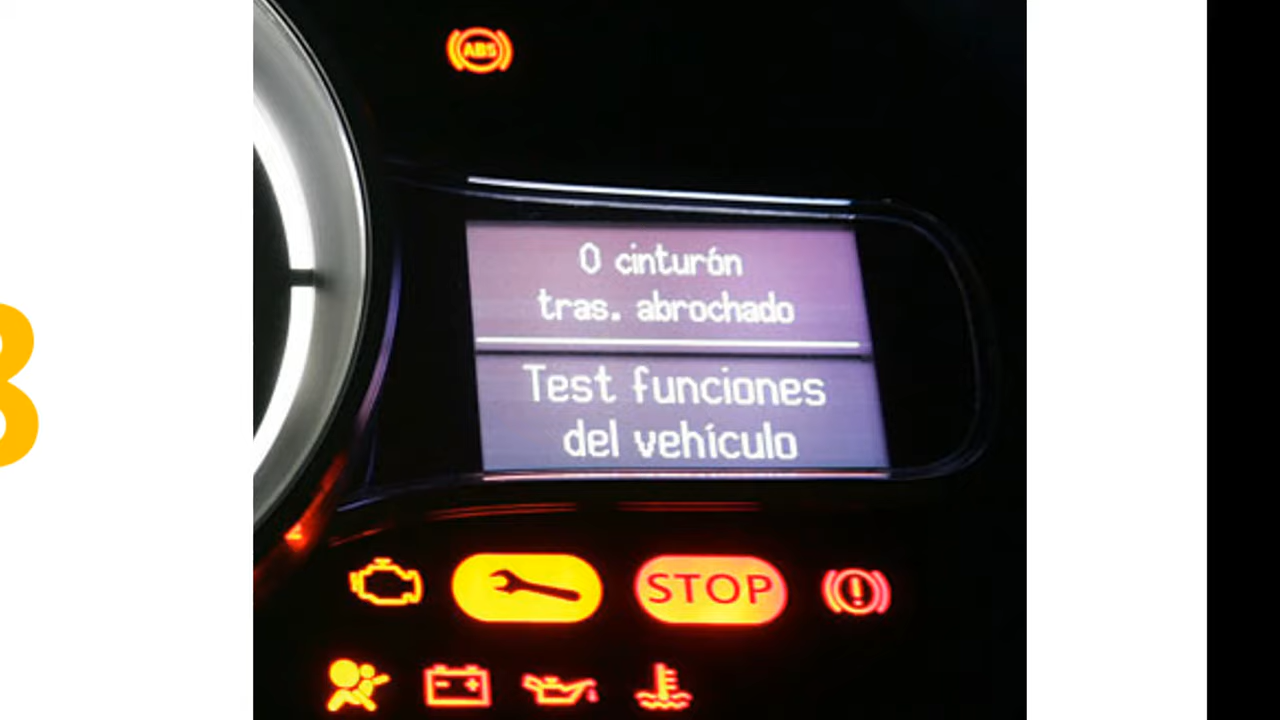 ABS
0 cinturón
tras. abrochado
Test funciones
del vehículo
STOP